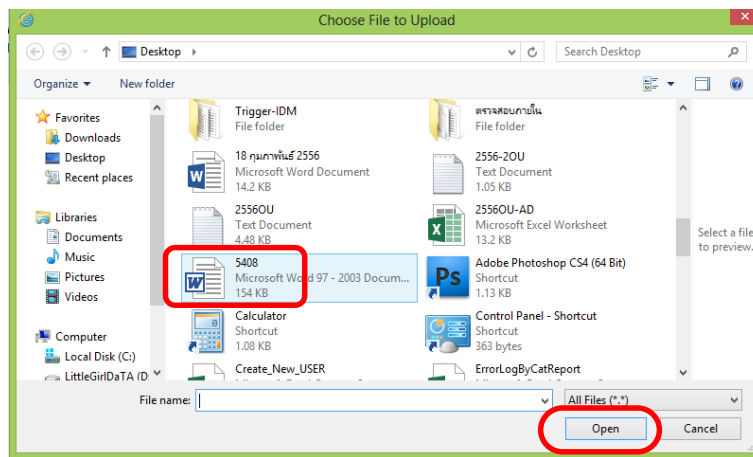 Choose File to Upload
Desktop
Search Desktop
Organize
New folder
Favorites
Downloads
Desktop
Recent places
Libraries
Documents
Music
Pictures
Videos
Computer
Local Disk (C:)
LittleGirlDaTA (D:
Trigger-IDM
File folder
ตรวจสอบภายใน
File folder
18 กุมภาพันธ์ 2556
Microsoft Word Document
14.2 KB
2556-2OU
Text Document
1.05 KB
2556OU
Text Document
4.48 KB
2556OU-AD
Microsoft Excel Worksheet
13.2 KB
5408
Microsoft Word 97 - 2003 Docum...
154 KB
Adobe Photoshop CS4 (64 Bit)
Shortcut
1.13 KB
Calculator
Shortcut
1.08 KB
Control Panel - Shortcut
Shortcut
363 bytes
Create_New_USER
ErrorLogByCatReport
Select a file
to preview.
File name:
All Files (*.*)
Open
Cancel